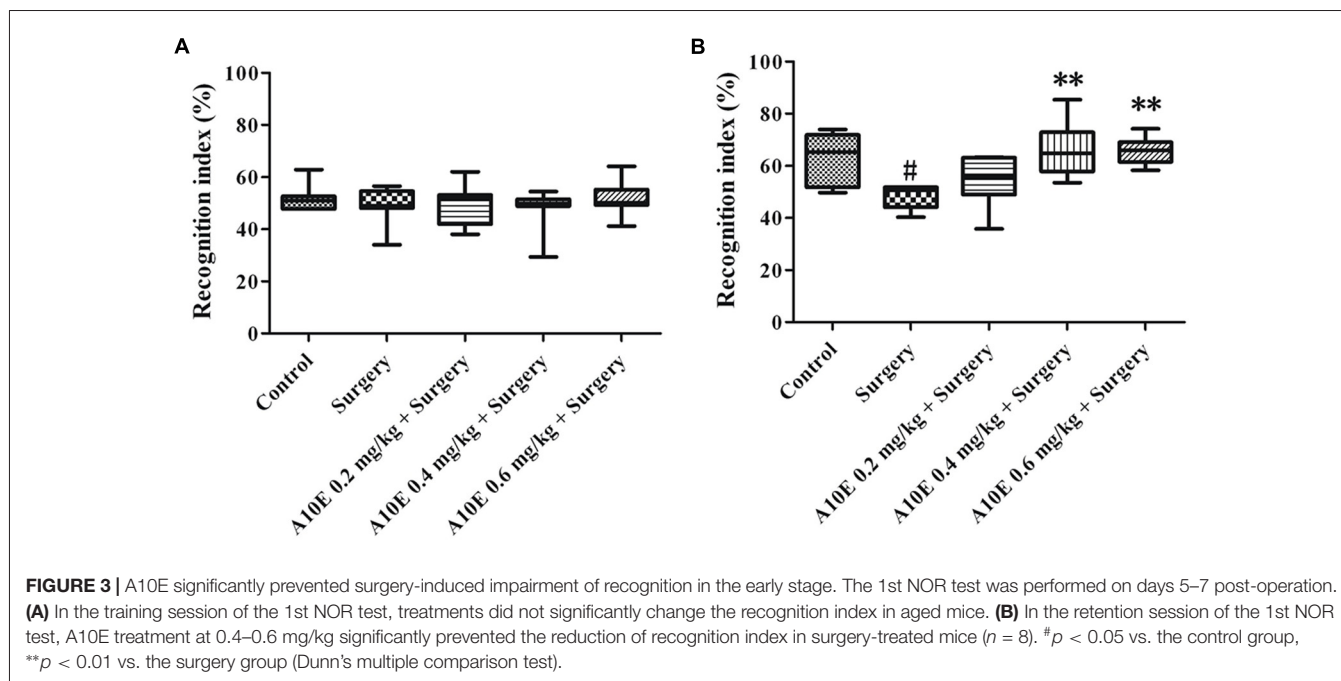 A
Recognition index (%)
100
80
60
40
20
0
Control
Surgery
A10E 0.2 mg/kg + Surgery
A10E 0.4 mg/kg + Surgery
A10E 0.6 mg/kg + Surgery
B
Recognition index (%)
100
80
60
40
20
0
#
**
**
Control
Surgery
A10E 0.2 mg/kg + Surgery
A10E 0.4 mg/kg + Surgery
A10E 0.6 mg/kg + Surgery
FIGURE 3 | A10E significantly prevented surgery-induced impairment of recognition in the early stage. The 1st NOR test was performed on days 5–7 post-operation.
(A) In the training session of the 1st NOR test, treatments did not significantly change the recognition index in aged mice. (B) In the retention session of the 1st NOR
test, A10E treatment at 0.4–0.6 mg/kg significantly prevented the reduction of recognition index in surgery-treated mice (n = 8). #p < 0.05 vs. the control group,
**p < 0.01 vs. the surgery group (Dunn's multiple comparison test).